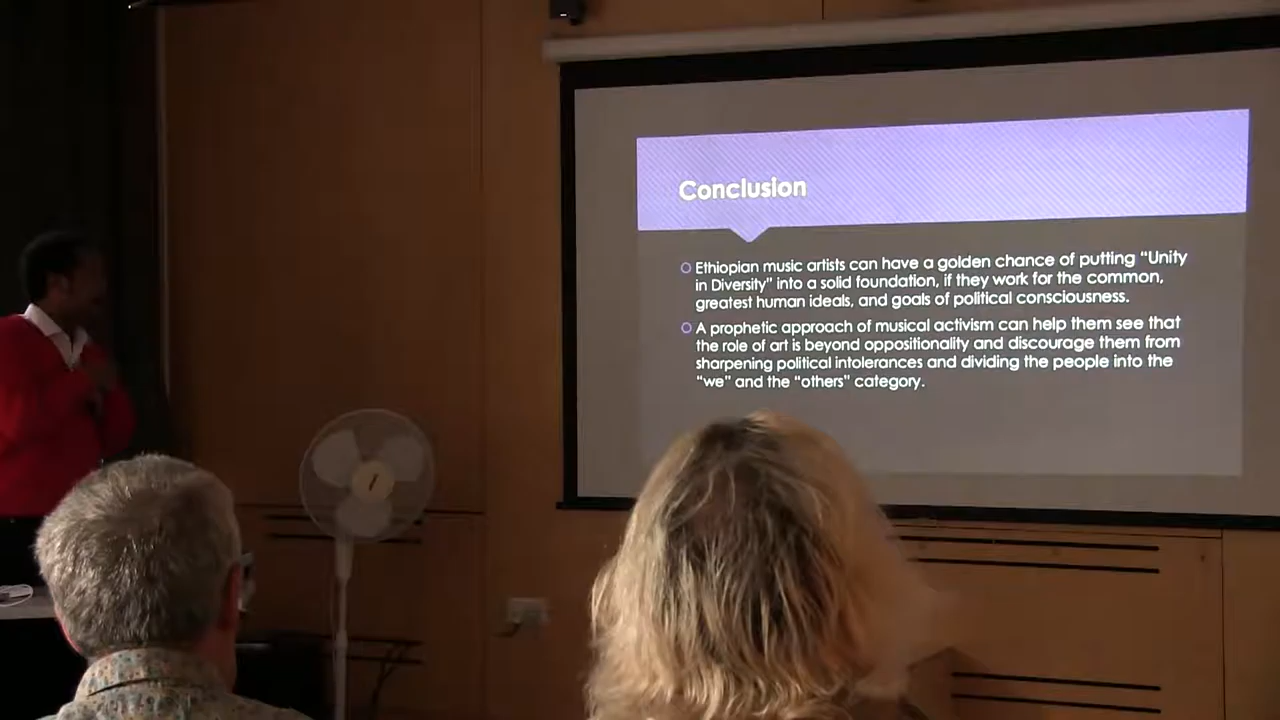 Conclusion
Ethiopian music artists can have a golden chance of putting “Unity
in Diversity” into a solid foundation, if they work for the common,
greatest human ideals, and goals of political consciousness.
A prophetic approach of musical activism can help them see that
the role of art is beyond oppositionality and discourage them from
sharpening political intolerances and dividing the people into the
“we” and the “others” category.